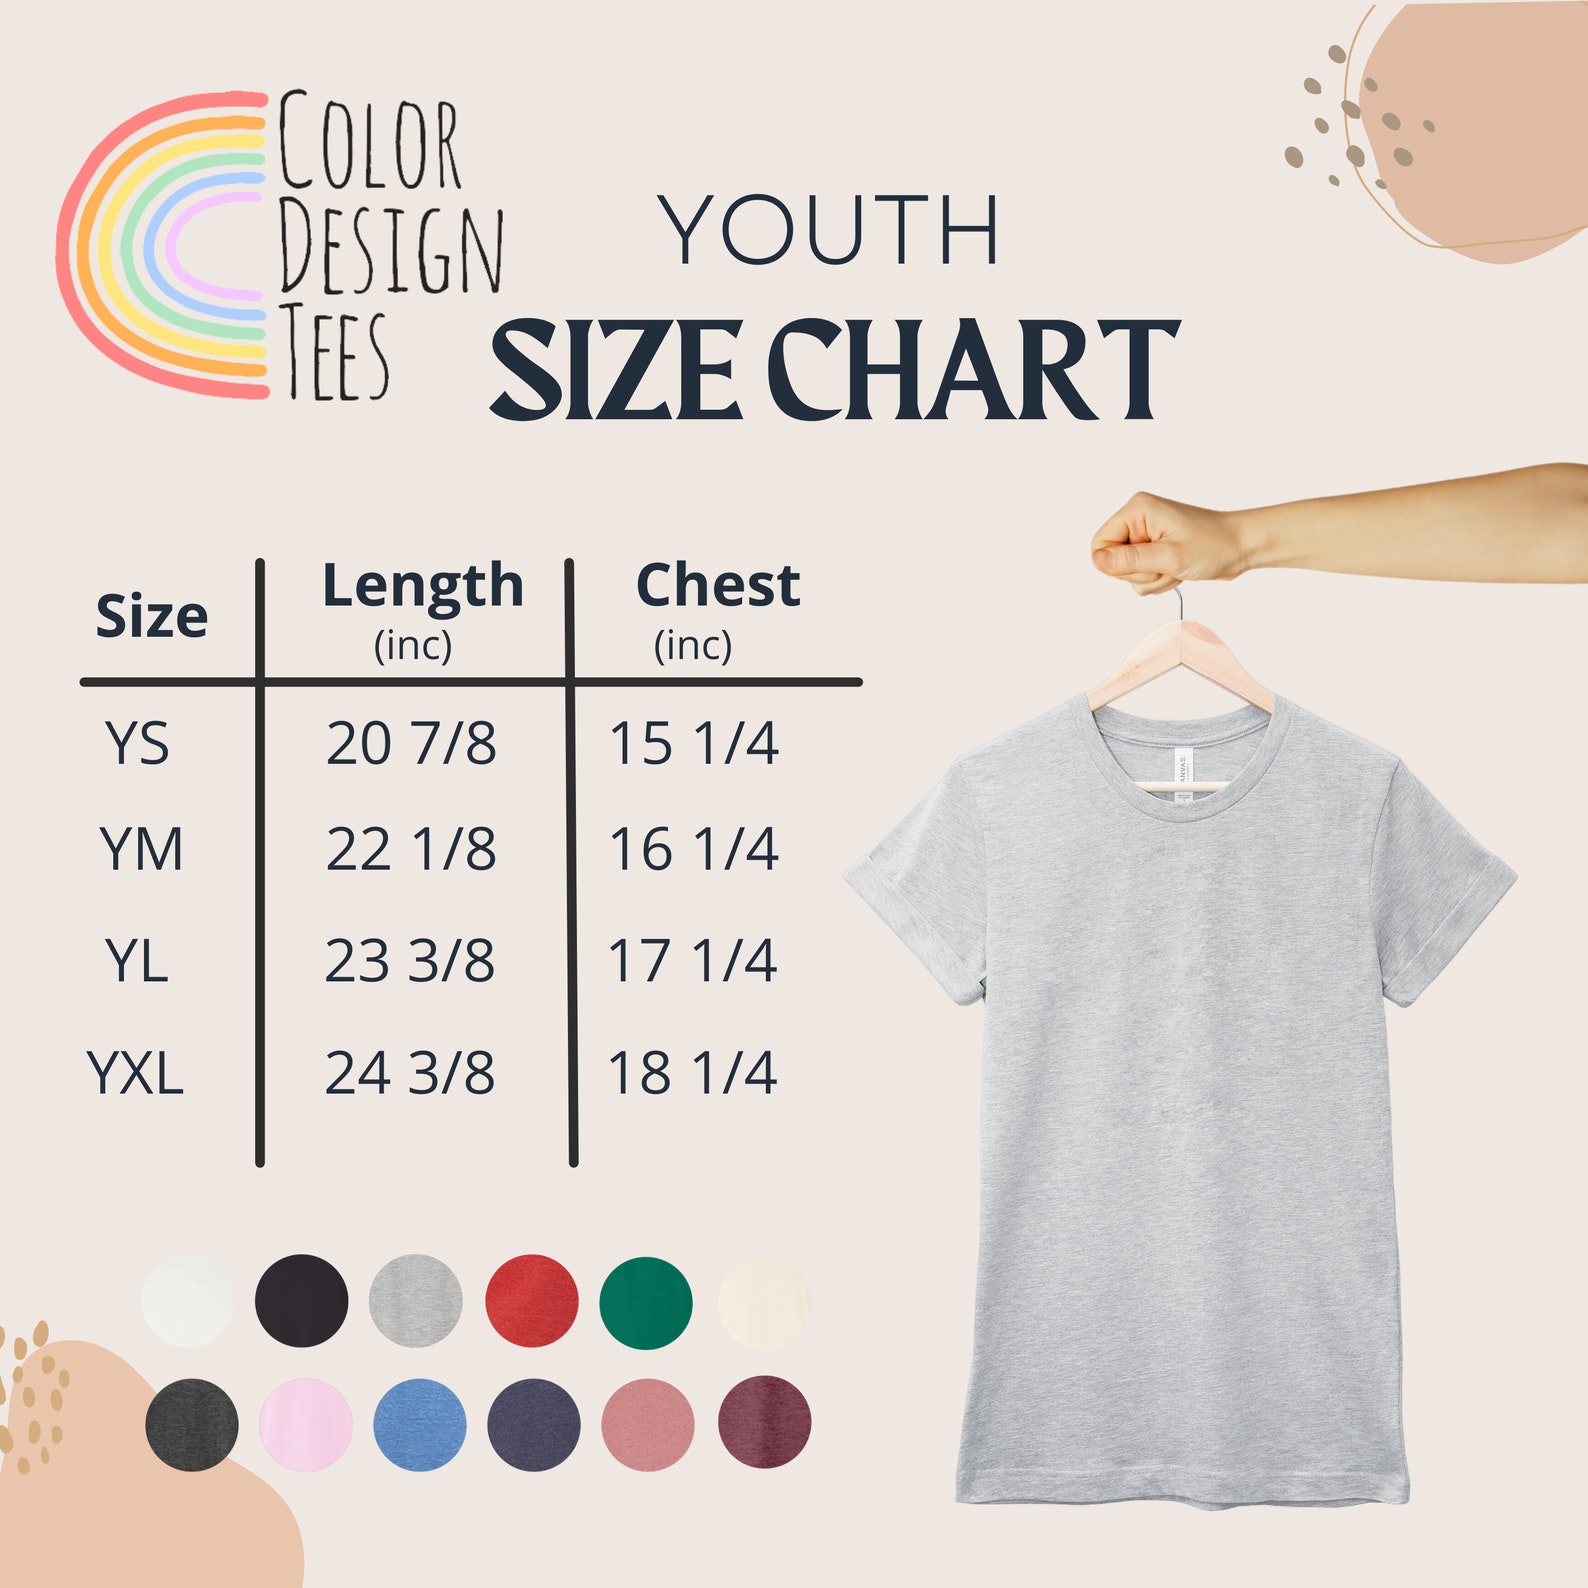 COLOR
DESIGN
TEES
YOUTH
SIZE CHART
Size Length Chest
(inc) (inc)
YS 20 7/8 15 1/4
YM 22 1/8 16 1/4
YL 23 3/8 17 1/4
YXL 24 3/8 18 1/4